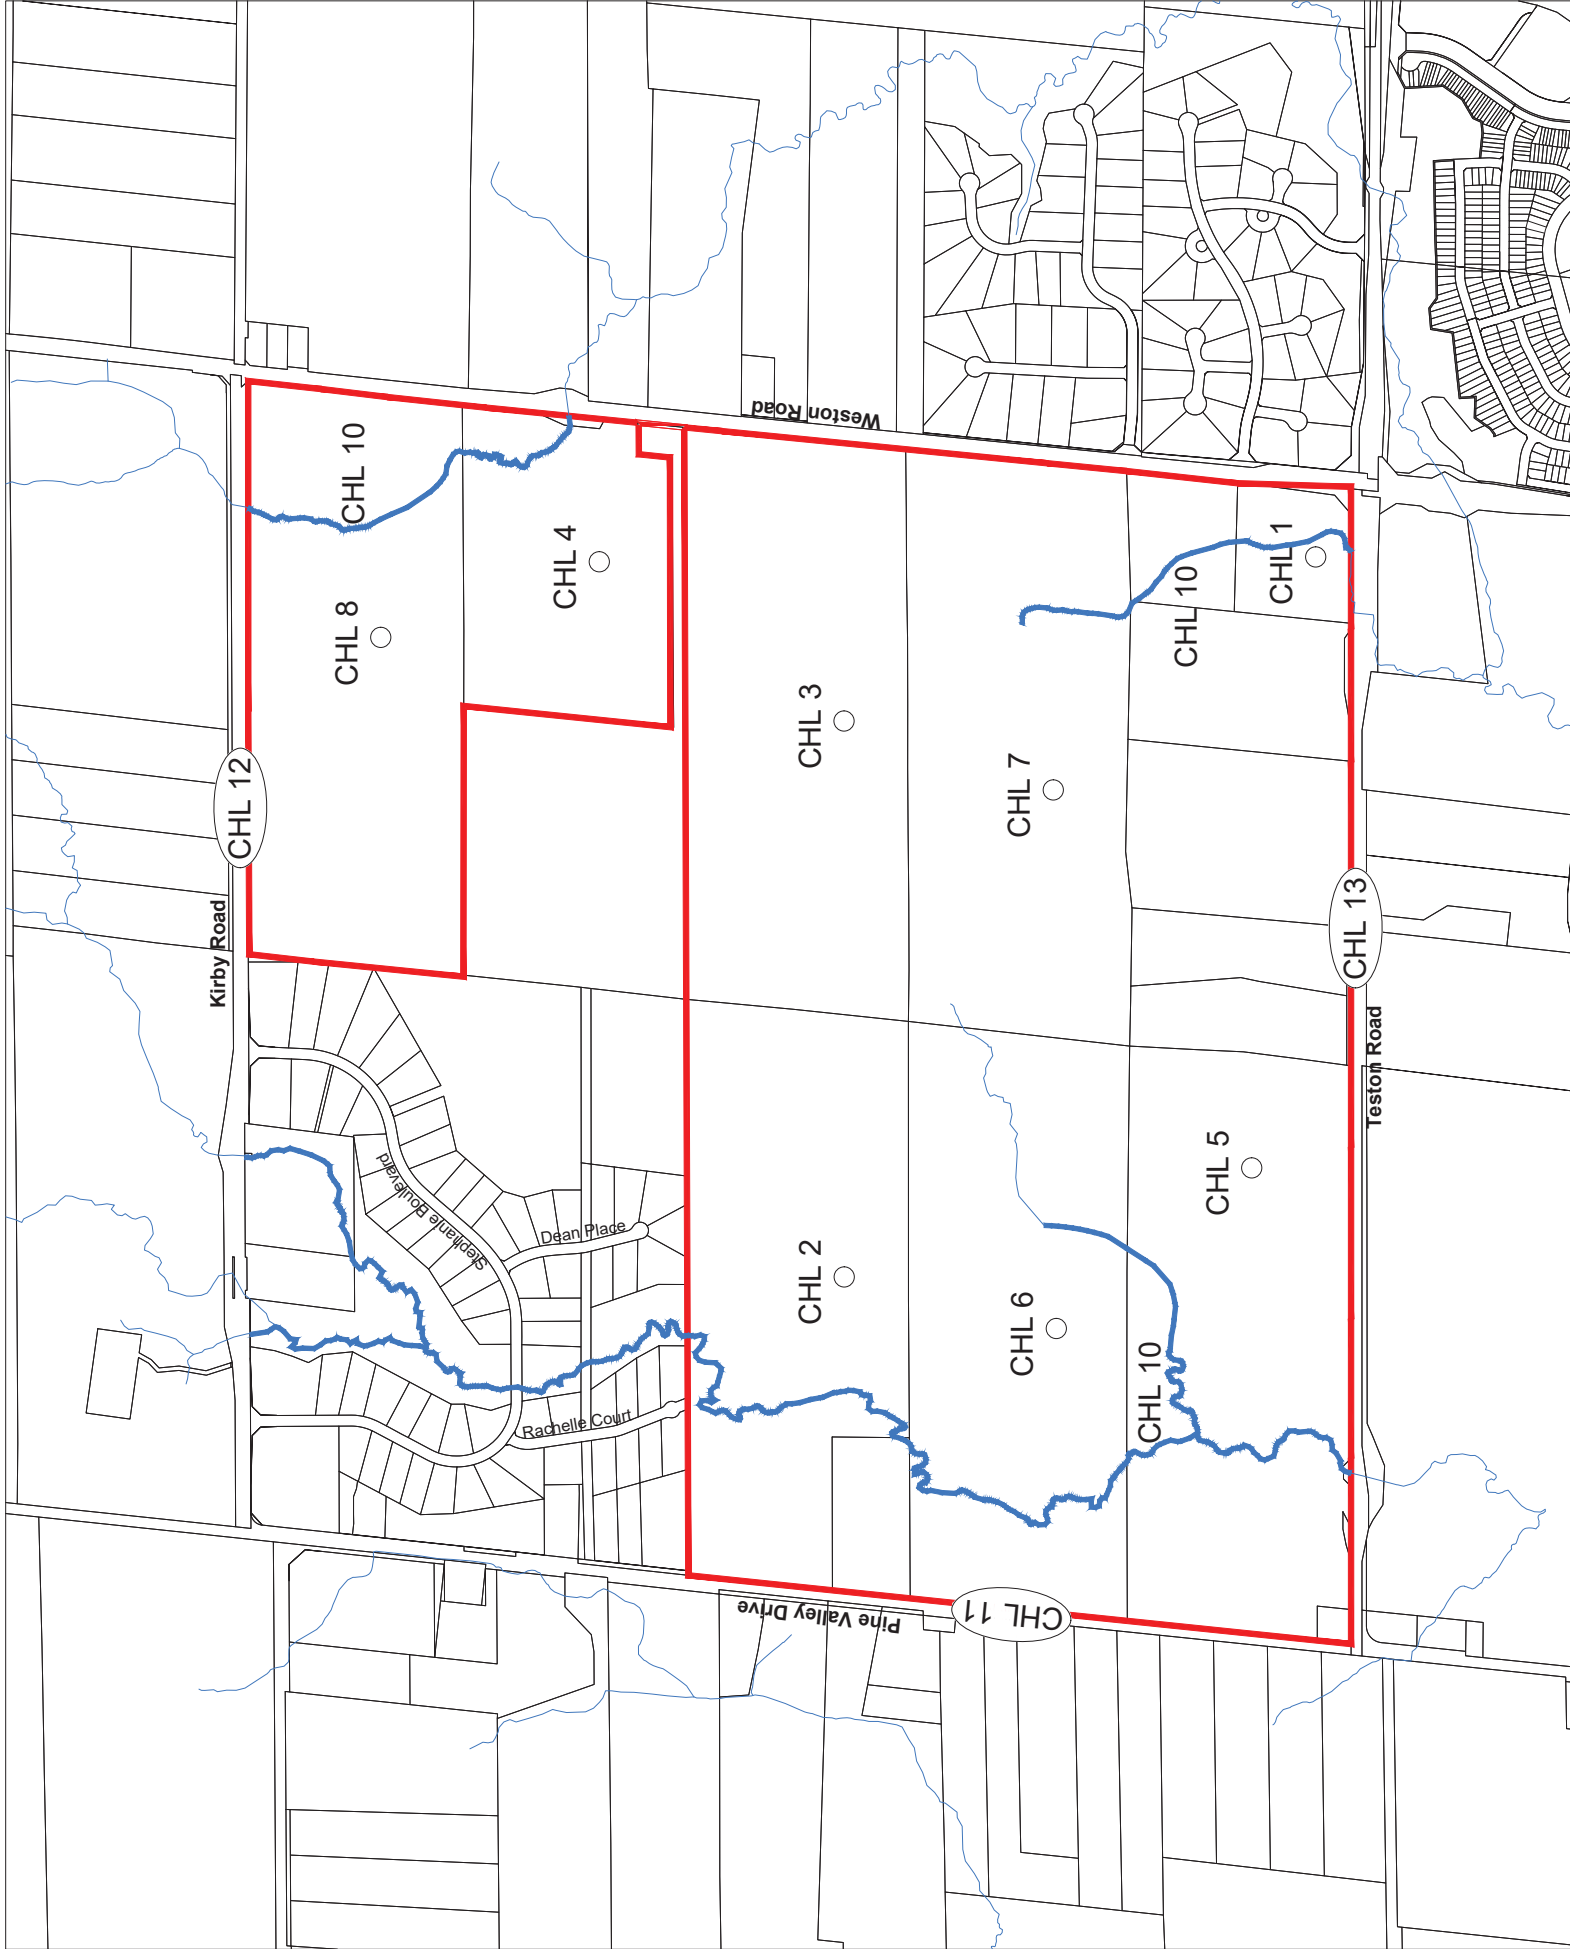 Kirby Road
CHL 12
CHL 10
CHL 8
CHL 4
Weston Road
CHL 3
CHL 7
CHL 10
CHL 1
CHL 13
Teston Road
Stephanie Boulevard
Dean Place
Rachelle Court
CHL 2
CHL 6
CHL 5
CHL 10
Pine Valley Drive
CHL 11